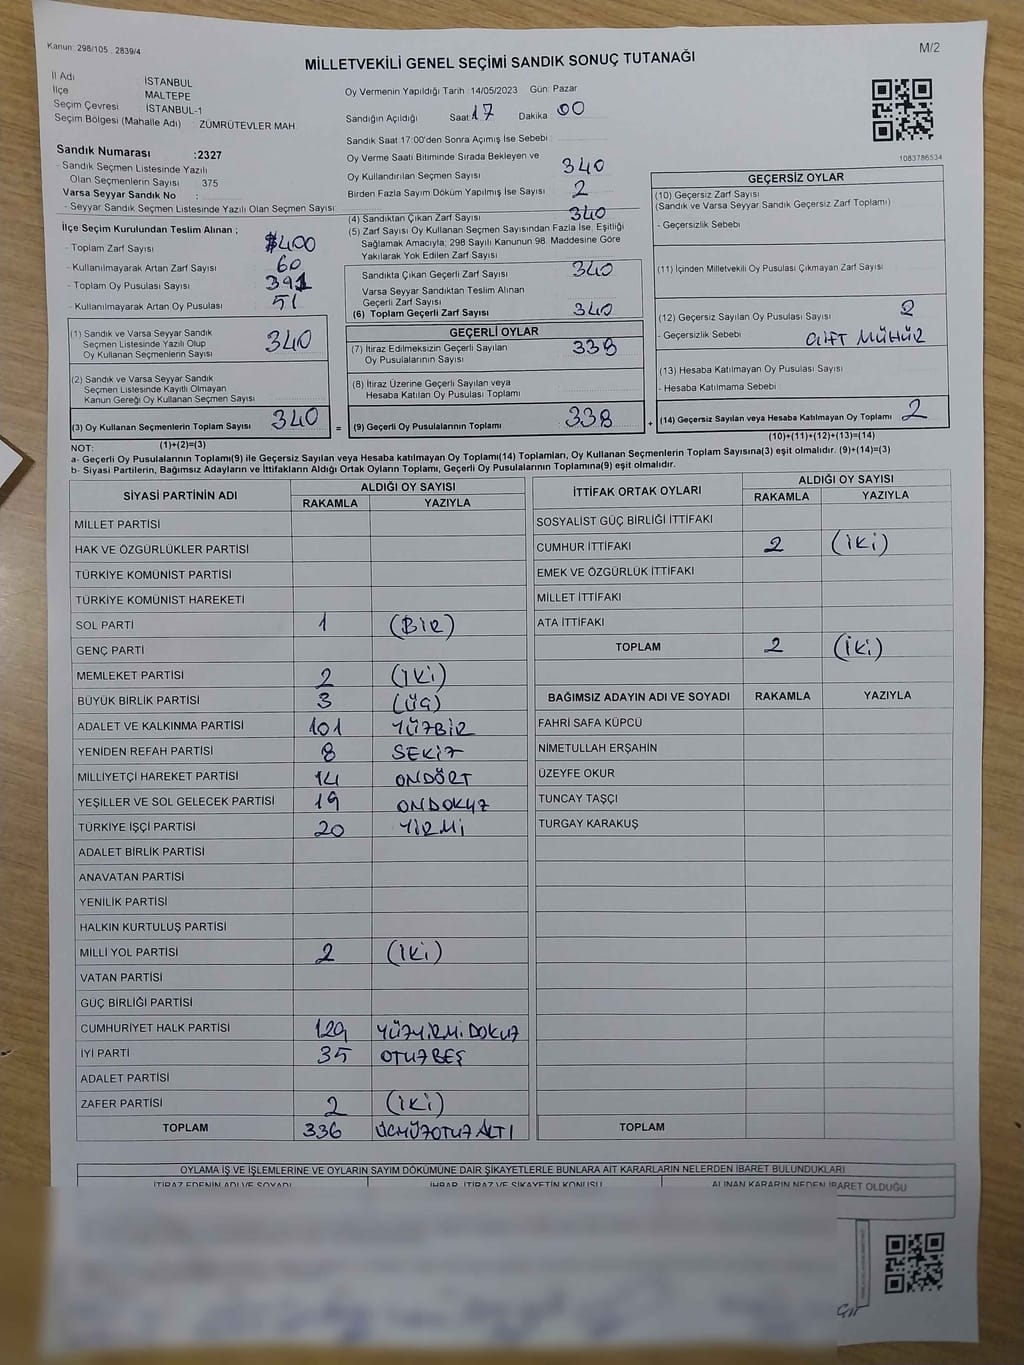 Kanun: 298/105 2839/4
M/2
MİLLETVEKİLİ GENEL SEÇİMİ SANDIK SONUÇ TUTANAĞI
İl Adı İSTANBUL
İlçe MALTEPE
Seçim Çevresi İSTANBUL-1
Seçim Bölgesi (Mahalle Adı) : ZÜMRÜTEVLER MAH
Sandık Numarası :2327
- Sandık Seçmen Listesinde Yazılı
Olan Seçmenlerin Sayısı : 375
Varsa Seyyar Sandık No :
- Seyyar Sandık Seçmen Listesinde Yazılı Olan Seçmen Sayısı:
Oy Vermenin Yapıldığı Tarih :14/05/2023 Gün: Pazar
Sandığın Açıldığı Saat 17 Dakika 00
Sandık Saat 17:00'den Sonra Açımış İse Sebebi:
Oy Verme Saati Bitiminde Sırada Bekleyen ve
Oy Kullandırılan Seçmen Sayısı 340
Birden Fazla Sayım Döküm Yapılmış İse Sayısı 2
1083786534
İlçe Seçim Kurulundan Teslim Alınan ;
- Toplam Zarf Sayısı 400
- Kullanılmayarak Artan Zarf Sayısı 60
- Toplam Oy Pusulası Sayısı 391
- Kullanılmayarak Artan Oy Pusulası 51
(1) Sandık ve Varsa Seyyar Sandık
Seçmen Listesinde Yazılı Olup
Oy Kullanan Seçmenlerin Sayısı 340
(2) Sandık ve Varsa Seyyar Sandık
Seçmen Listesinde Kayıtlı Olmayan
Kanun Gereği Oy Kullanan Seçmen Sayısı
(3) Oy Kullanan Seçmenlerin Toplam Sayısı 340
(1)+(2)=(3)
(4) Sandıktan Çıkan Zarf Sayısı 340
(5) Zarf Sayısı Oy Kullanan Seçmen Sayısından Fazla İse, Eşitliği
Sağlamak Amacıyla; 298 Sayılı Kanunun 98. Maddesine Göre
Yakılarak Yok Edilen Zarf Sayısı
Sandıkta Çıkan Geçerli Zarf Sayısı 340
Varsa Seyyar Sandıktan Teslim Alınan
Geçerli Zarf Sayısı
(6) Toplam Geçerli Zarf Sayısı 340
GEÇERLİ OYLAR
(7) İtiraz Edilmeksizin Geçerli Sayılan
Oy Pusulalarının Sayısı 338
(8) İtiraz Üzerine Geçerli Sayılan veya
Hesaba Katılan Oy Pusulası Toplamı
= (9) Geçerli Oy Pusulalarının Toplamı 338 +
GEÇERSİZ OYLAR
(10) Geçersiz Zarf Sayısı
(Sandık ve Varsa Seyyar Sandık Geçersiz Zarf Toplamı)
- Geçersizlik Sebebi
(11) İçinden Milletvekili Oy Pusulası Çıkmayan Zarf Sayısı
(12) Geçersiz Sayılan Oy Pusulası Sayısı 2
- Geçersizlik Sebebi ÇİFT MÜHÜR
(13) Hesaba Katılmayan Oy Pusulası Sayısı
- Hesaba Katılmama Sebebi
(14) Geçersiz Sayılan veya Hesaba Katılmayan Oy Toplamı 2
(10)+(11)+(12)+(13)=(14)
NOT:
a- Geçerli Oy Pusulalarının Toplamı(9) ile Geçersiz Sayılan veya Hesaba katılmayan Oy Toplamı(14) Toplamları, Oy Kullanan Seçmenlerin Toplam Sayısına(3) eşit olmalıdır. (9)+(14)=(3)
b- Siyasi Partilerin, Bağımsız Adayların ve İttifakların Aldığı Ortak Oyların Toplamı, Geçerli Oy Pusulalarının Toplamına(9) eşit olmalıdır.
SİYASİ PARTİNİN ADI ALDIĞI OY SAYISI
RAKAMLA YAZIYLA
MİLLET PARTİSİ
HAK VE ÖZGÜRLÜKLER PARTİSİ
TÜRKİYE KOMÜNİST PARTİSİ
TÜRKİYE KOMÜNİST HAREKETİ
SOL PARTİ 1 (BİR)
GENÇ PARTİ
MEMLEKET PARTİSİ 2 (İKİ)
BÜYÜK BİRLİK PARTİSİ 3 (ÜÇ)
ADALET VE KALKINMA PARTİSİ 101 YÜZBİR
YENİDEN REFAH PARTİSİ 8 SEKİZ
MİLLİYETÇİ HAREKET PARTİSİ 14 ONDÖRT
YEŞİLLER VE SOL GELECEK PARTİSİ 19 ONDOKUZ
TÜRKİYE İŞÇİ PARTİSİ 20 YİRMİ
ADALET BİRLİK PARTİSİ
ANAVATAN PARTİSİ
YENİLİK PARTİSİ
HALKIN KURTULUŞ PARTİSİ
MİLLİ YOL PARTİSİ 2 (İKİ)
VATAN PARTİSİ
GÜÇ BİRLİĞİ PARTİSİ
CUMHURİYET HALK PARTİSİ 129 YÜZYİRMİDOKUZ
İYİ PARTİ 35 OTUZBEŞ
ADALET PARTİSİ
ZAFER PARTİSİ 2 (İKİ)
TOPLAM 336 ÜÇYÜZOTUZALTI
İTTİFAK ORTAK OYLARI ALDIĞI OY SAYISI
RAKAMLA YAZIYLA
SOSYALİST GÜÇ BİRLİĞİ İTTİFAKI
CUMHUR İTTİFAKI 2 (İKİ)
EMEK VE ÖZGÜRLÜK İTTİFAKI
MİLLET İTTİFAKI
ATA İTTİFAKI
TOPLAM 2 (İKİ)
BAĞIMSIZ ADAYIN ADI VE SOYADI RAKAMLA YAZIYLA
FAHRİ SAFA KÜPCÜ
NİMETULLAH ERŞAHİN
ÜZEYFE OKUR
TUNCAY TAŞÇI
TURGAY KARAKUŞ
TOPLAM
OYLAMA İŞ VE İŞLEMLERİNE VE OYLARIN SAYIM DÖKÜMÜNE DAİR ŞİKAYETLERLE BUNLARA AİT KARARLARIN NELERDEN İBARET BULUNDUKLARI
İTİRAZ EDENİN ADI VE SOYADI İHBAR, İTİRAZ VE ŞİKAYETİN KONUSU ALINAN KARARIN NEDEN İBARET OLDUĞU